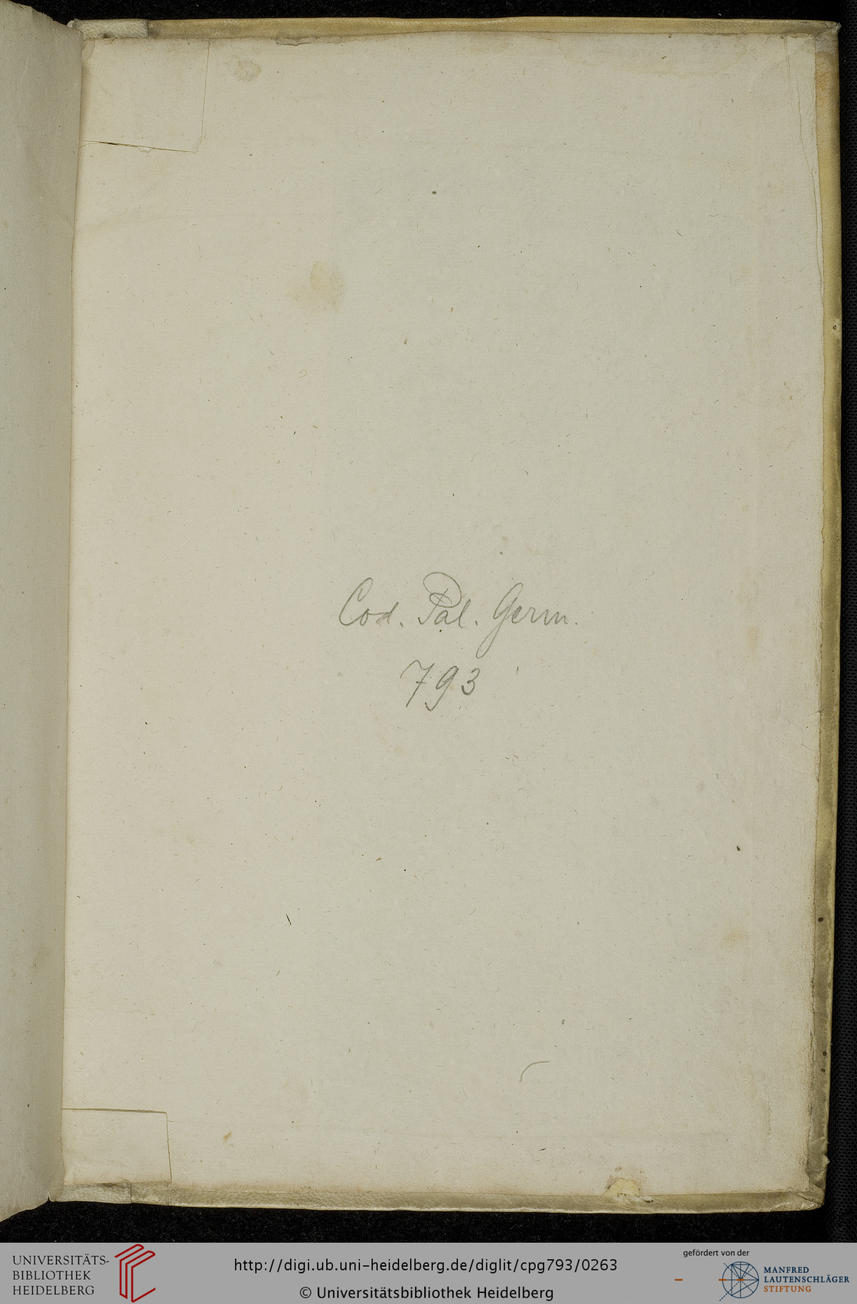 Cod. Pal. Germ.
793
UNIVERSITÄTS-
BIBLIOTHEK
HEIDELBERG
http://digi.ub.uni-heidelberg.de/diglit/cpg793/0263
© Universitätsbibliothek Heidelberg
gefördert von der
MANFRED
LAUTENSCHLÄGER
STIFTUNG